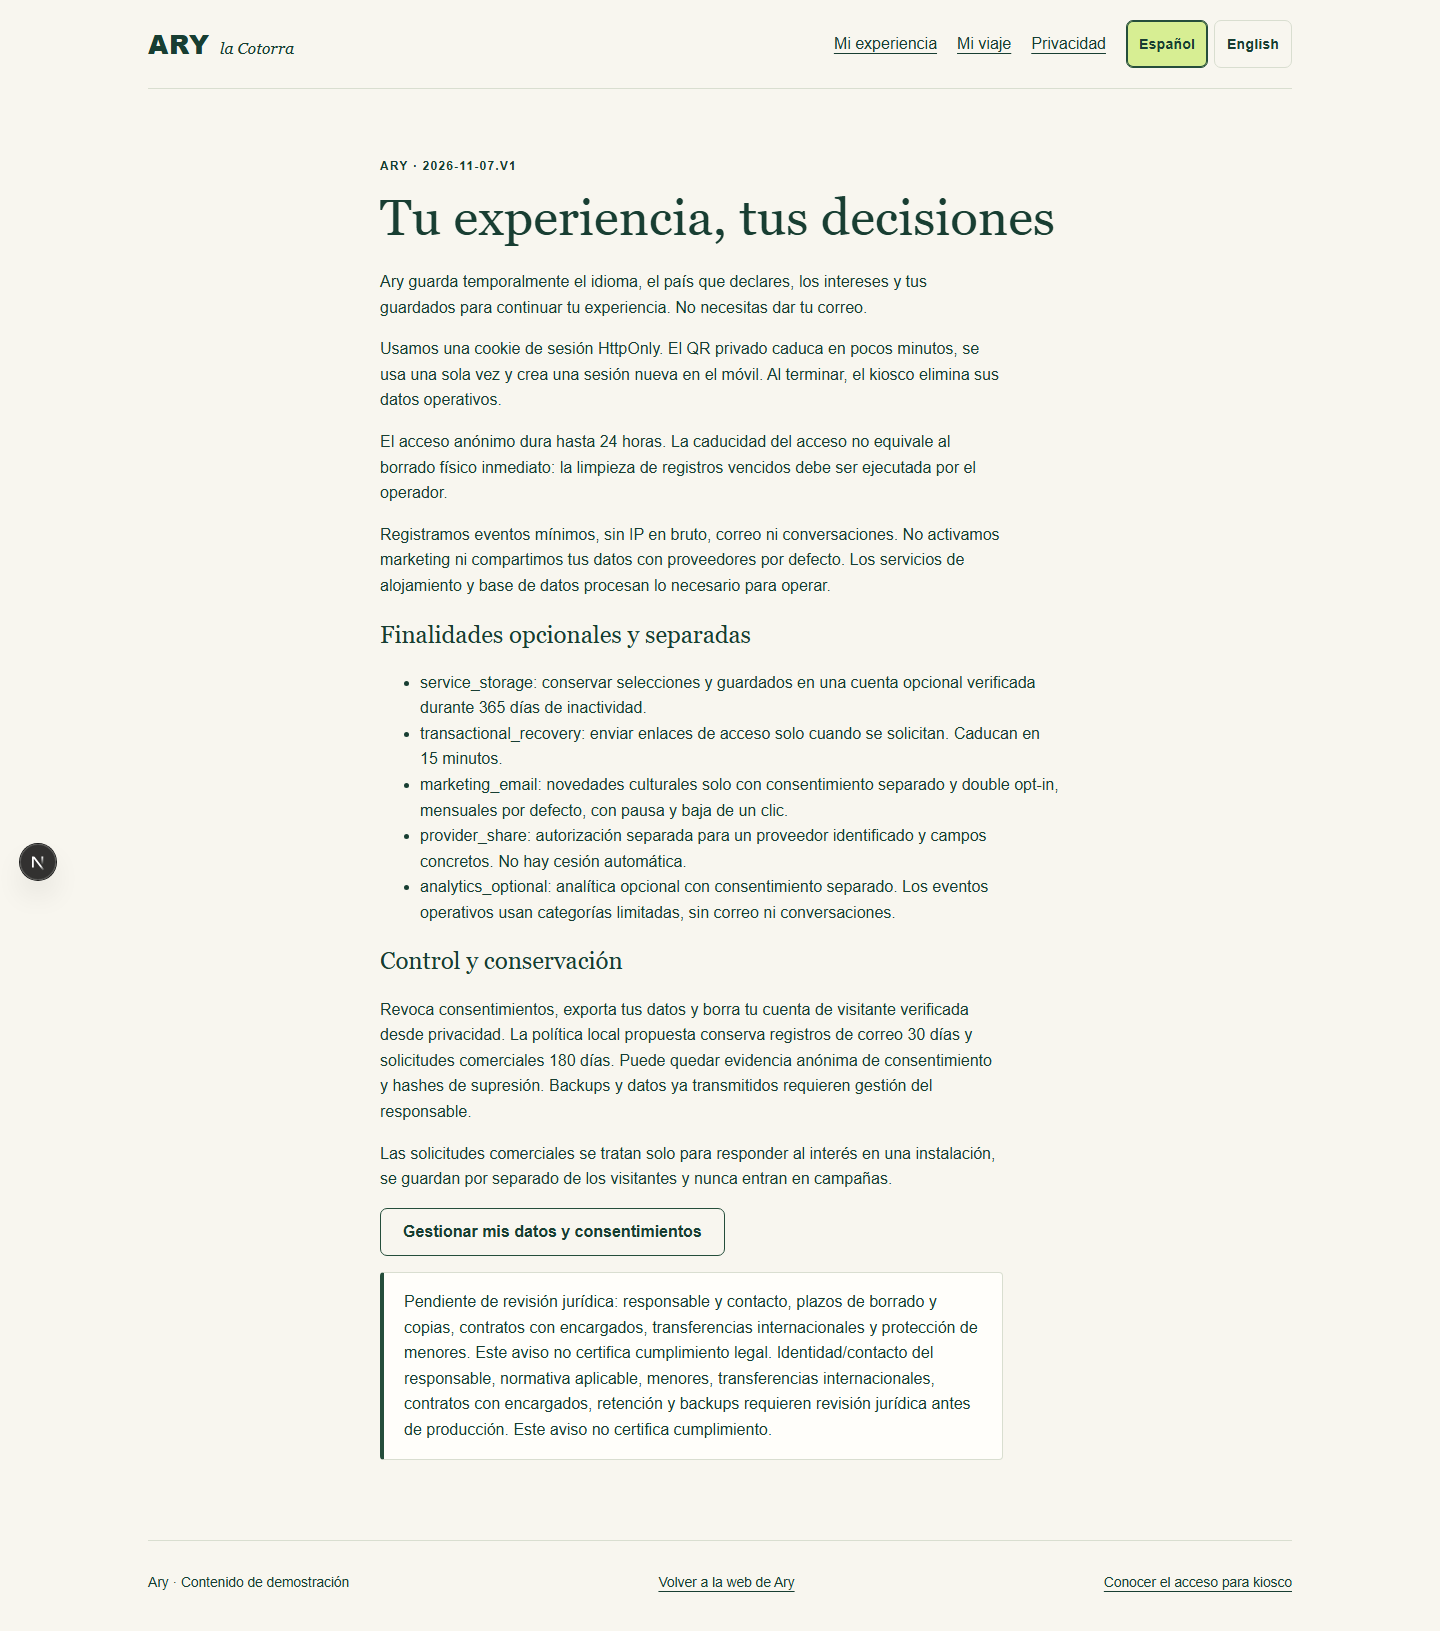 ARY la Cotorra
Mi experiencia Mi viaje Privacidad Español English
ARY · 2026-11-07.V1
Tu experiencia, tus decisiones
Ary guarda temporalmente el idioma, el país que declares, los intereses y tus
guardados para continuar tu experiencia. No necesitas dar tu correo.
Usamos una cookie de sesión HttpOnly. El QR privado caduca en pocos minutos, se
usa una sola vez y crea una sesión nueva en el móvil. Al terminar, el kiosco elimina sus
datos operativos.
El acceso anónimo dura hasta 24 horas. La caducidad del acceso no equivale al
borrado físico inmediato: la limpieza de registros vencidos debe ser ejecutada por el
operador.
Registramos eventos mínimos, sin IP en bruto, correo ni conversaciones. No activamos
marketing ni compartimos tus datos con proveedores por defecto. Los servicios de
alojamiento y base de datos procesan lo necesario para operar.
Finalidades opcionales y separadas
• service_storage: conservar selecciones y guardados en una cuenta opcional verificada
durante 365 días de inactividad.
• transactional_recovery: enviar enlaces de acceso solo cuando se solicitan. Caducan en
15 minutos.
• marketing_email: novedades culturales solo con consentimiento separado y double opt-in,
mensuales por defecto, con pausa y baja de un clic.
• provider_share: autorización separada para un proveedor identificado y campos
concretos. No hay cesión automática.
• analytics_optional: analítica opcional con consentimiento separado. Los eventos
operativos usan categorías limitadas, sin correo ni conversaciones.
N
Control y conservación
Revoca consentimientos, exporta tus datos y borra tu cuenta de visitante verificada
desde privacidad. La política local propuesta conserva registros de correo 30 días y
solicitudes comerciales 180 días. Puede quedar evidencia anónima de consentimiento
y hashes de supresión. Backups y datos ya transmitidos requieren gestión del
responsable.
Las solicitudes comerciales se tratan solo para responder al interés en una instalación,
se guardan por separado de los visitantes y nunca entran en campañas.
Gestionar mis datos y consentimientos
Pendiente de revisión jurídica: responsable y contacto, plazos de borrado y
copias, contratos con encargados, transferencias internacionales y protección de
menores. Este aviso no certifica cumplimiento legal. Identidad/contacto del
responsable, normativa aplicable, menores, transferencias internacionales,
contratos con encargados, retención y backups requieren revisión jurídica antes
de producción. Este aviso no certifica cumplimiento.
Ary · Contenido de demostración Volver a la web de Ary Conocer el acceso para kiosco